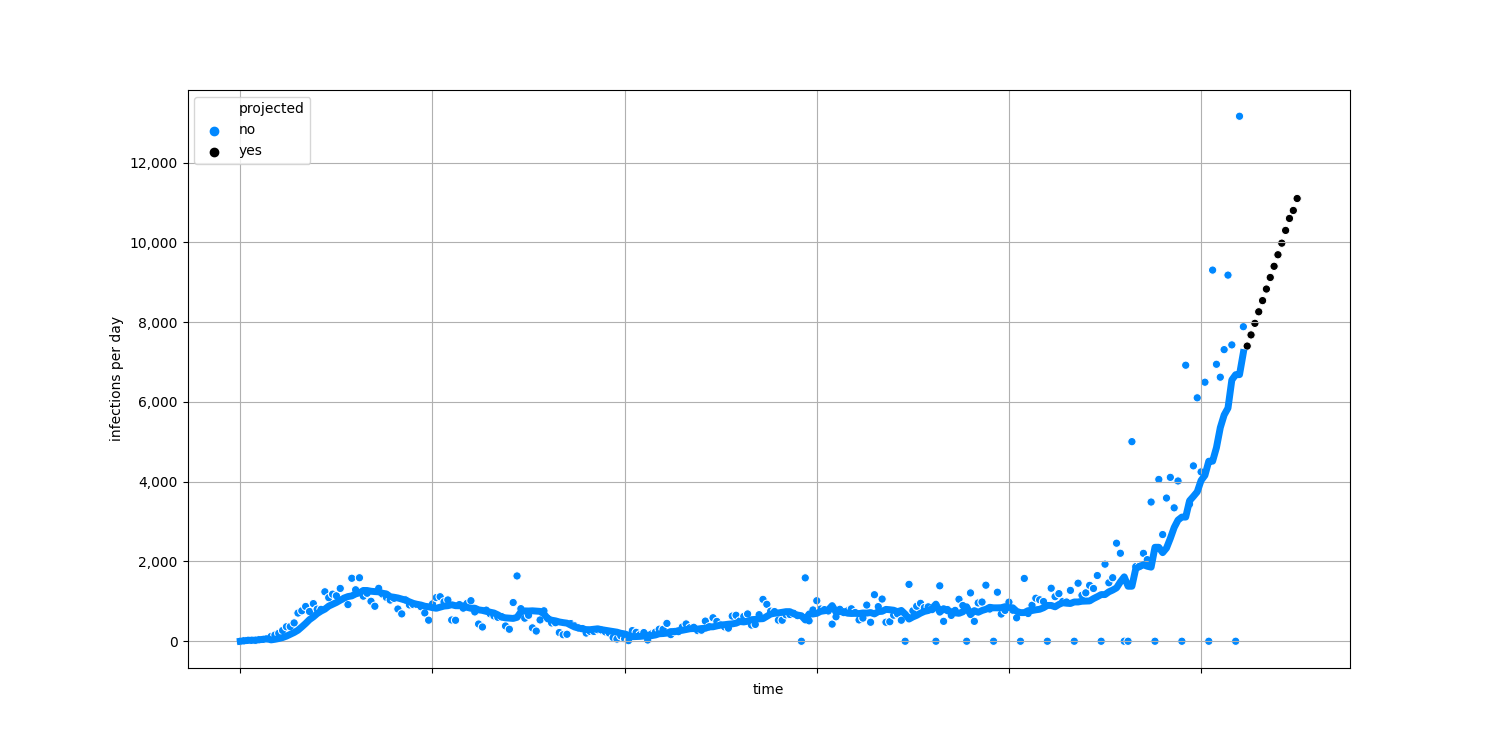 projected
no
yes
12,000
10,000
8,000
6,000
4,000
2,000
0
infections per day
time